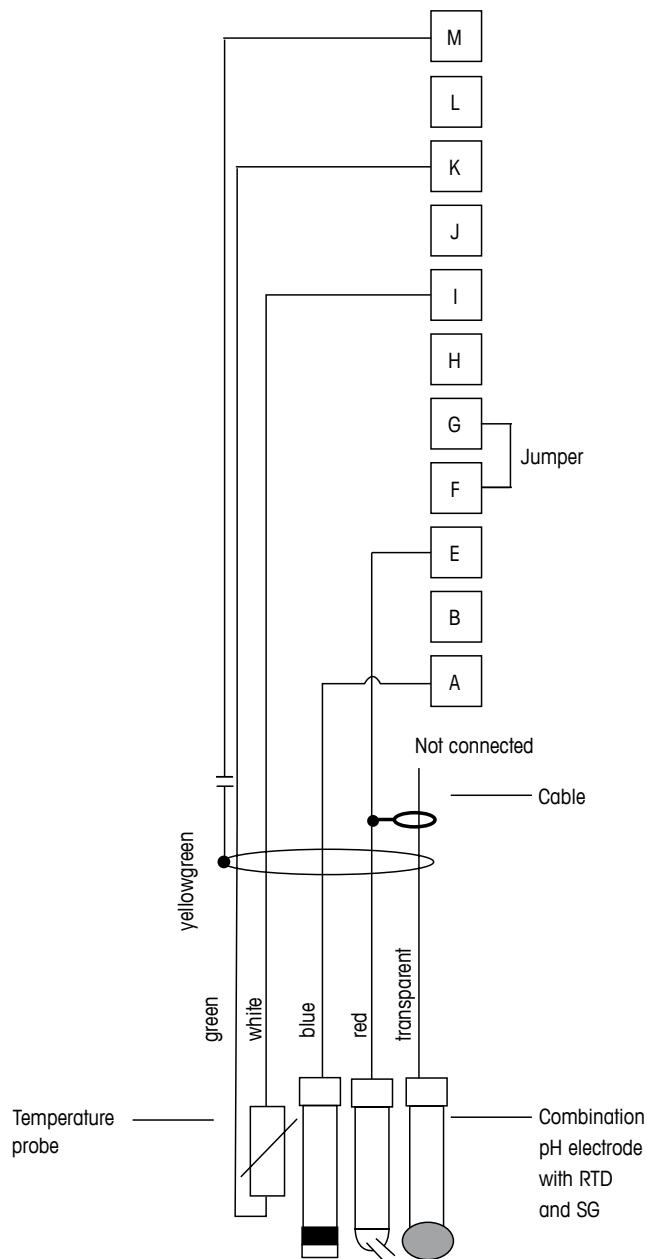 M
L
K
J
I
H
G
Jumper
F
E
B
A
Not connected
Cable
yellowgreen
green
white
blue
red
transparent
Temperature
probe
Combination
pH electrode
with RTD
and SG